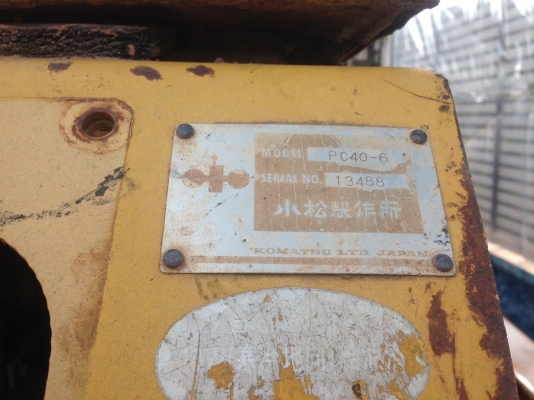 MODEL PC40-6
SERIAL NO. 13488
小松製作所
KOMATSU LTD. JAPAN